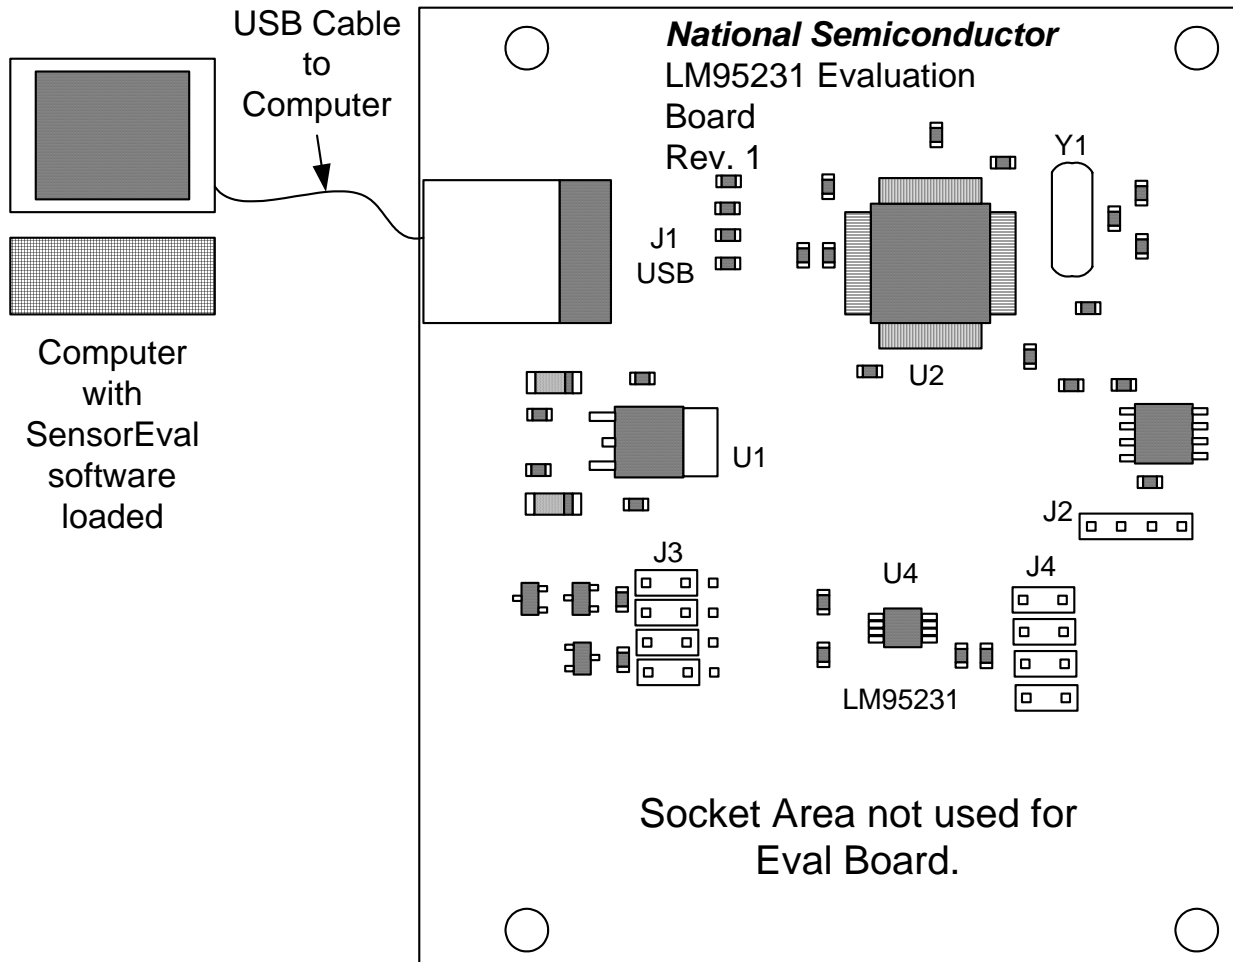 USB Cable
to
Computer
National Semiconductor
LM95231 Evaluation
Board
Rev. 1
Y1
J1
USB
U2
Computer
with
SensorEval
software
loaded
U1
J2
J3
U4
J4
LM95231
Socket Area not used for
Eval Board.